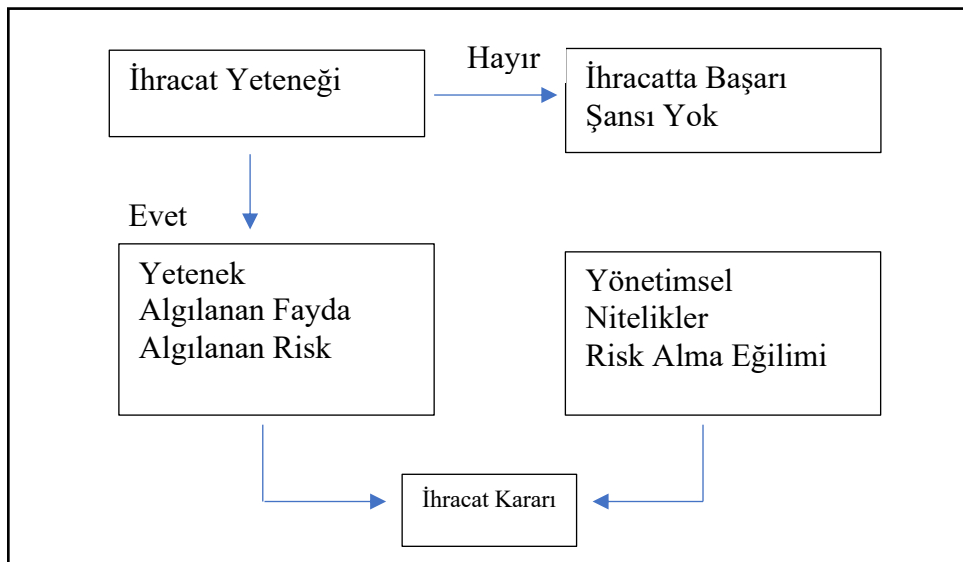 İhracat Yeteneği
Hayır
İhracatta Başarı
Şansı Yok
Evet
Yetenek
Algılanan Fayda
Algılanan Risk
Yönetimsel
Nitelikler
Risk Alma Eğilimi
İhracat Kararı